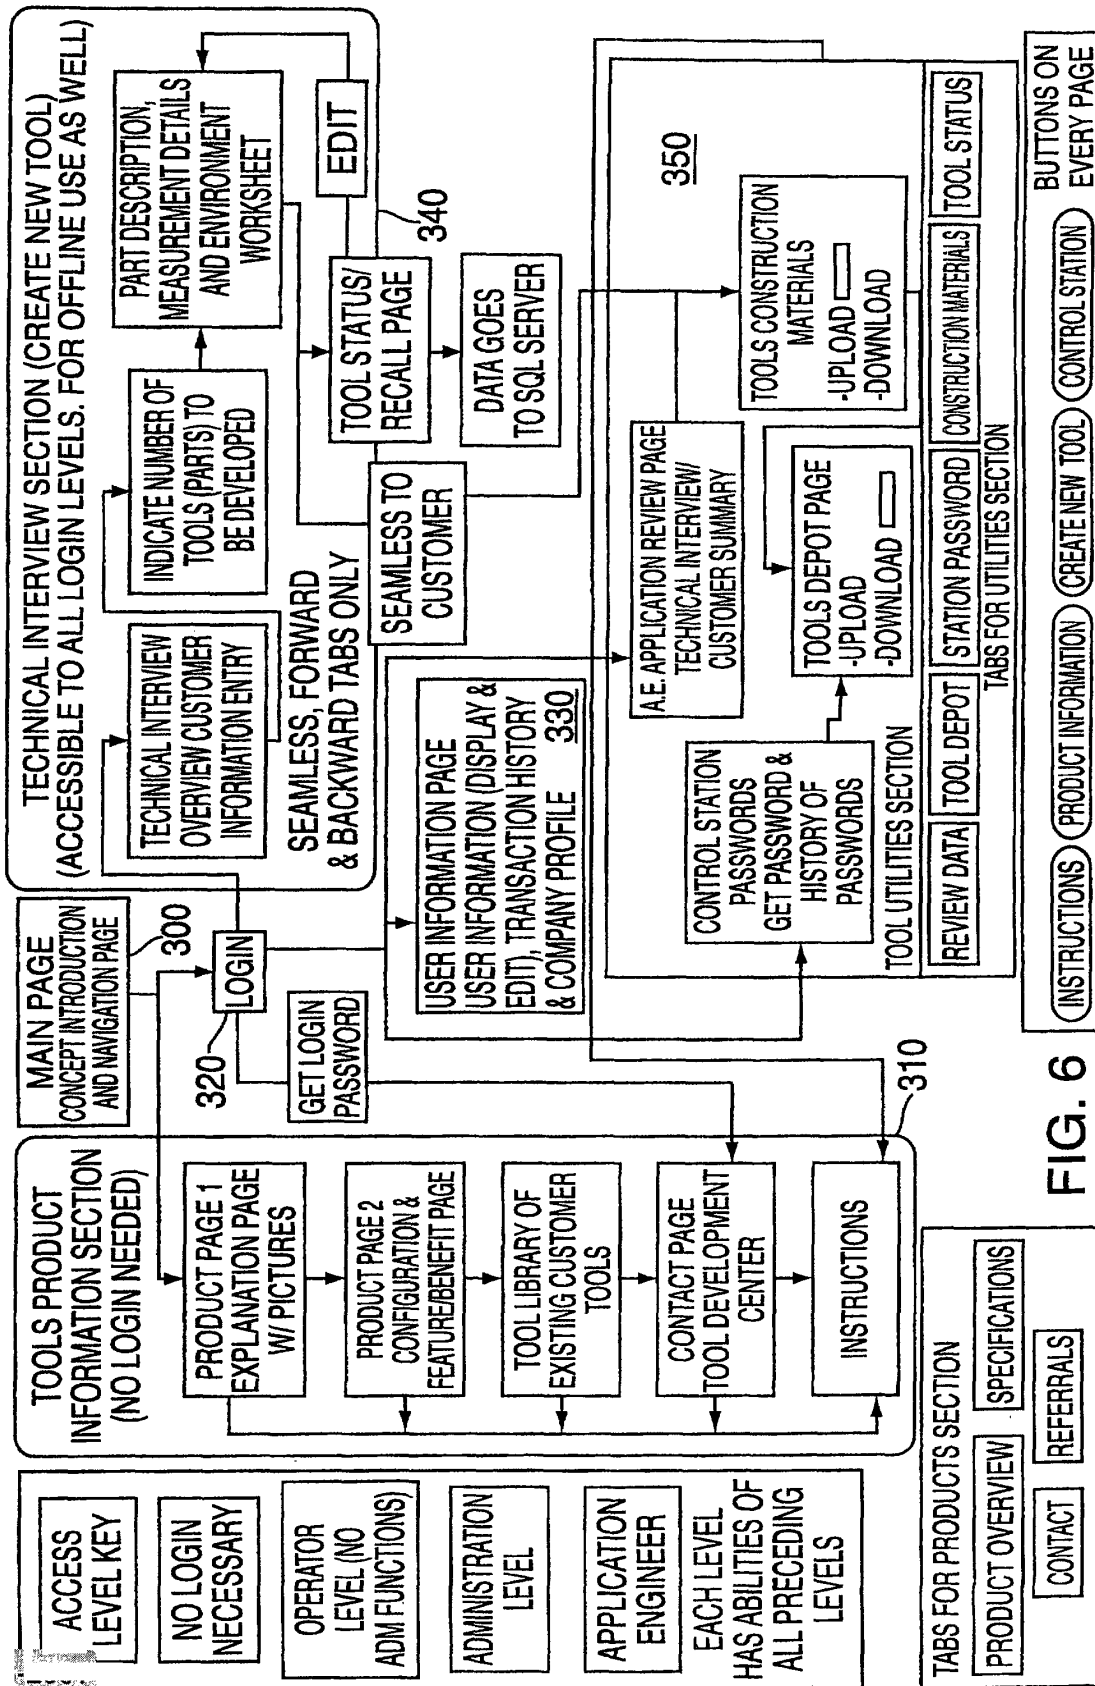 ACCESS
LEVEL KEY
NO LOGIN
NECESSARY
OPERATOR
LEVEL (NO
ADM FUNCTIONS)
ADMINISTRATION
LEVEL
APPLICATION
ENGINEER
EACH LEVEL
HAS ABILITIES OF
ALL PRECEDING
LEVELS
TABS FOR PRODUCTS SECTION
PRODUCT OVERVIEW
SPECIFICATIONS
CONTACT
REFERRALS
TOOLS PRODUCT
INFORMATION SECTION
(NO LOGIN NEEDED)
PRODUCT PAGE 1
EXPLANATION PAGE
W/ PICTURES
PRODUCT PAGE 2
CONFIGURATION &
FEATURE/BENEFIT PAGE
TOOL LIBRARY OF
EXISTING CUSTOMER
TOOLS
CONTACT PAGE
TOOL DEVELOPMENT
CENTER
INSTRUCTIONS
310
MAIN PAGE
CONCEPT INTRODUCTION
AND NAVIGATION PAGE
300
320
LOGIN
GET LOGIN
PASSWORD
TECHNICAL INTERVIEW SECTION (CREATE NEW TOOL)
(ACCESSIBLE TO ALL LOGIN LEVELS. FOR OFFLINE USE AS WELL)
TECHNICAL INTERVIEW
OVERVIEW CUSTOMER
INFORMATION ENTRY
INDICATE NUMBER OF
TOOLS (PARTS) TO
BE DEVELOPED
PART DESCRIPTION,
MEASUREMENT DETAILS
AND ENVIRONMENT
WORKSHEET
SEAMLESS, FORWARD
& BACKWARD TABS ONLY
EDIT
TOOL STATUS/
RECALL PAGE
340
SEAMLESS TO
CUSTOMER
DATA GOES
TO SQL SERVER
USER INFORMATION PAGE
USER INFORMATION (DISPLAY &
EDIT), TRANSACTION HISTORY
& COMPANY PROFILE 330
350
A.E. APPLICATION REVIEW PAGE
TECHNICAL INTERVIEW/
CUSTOMER SUMMARY
TOOLS CONSTRUCTION
MATERIALS
-UPLOAD
-DOWNLOAD
CONTROL STATION
PASSWORDS
GET PASSWORD &
HISTORY OF
PASSWORDS
TOOLS DEPOT PAGE
-UPLOAD
-DOWNLOAD
TOOL UTILITIES SECTION
REVIEW DATA
TOOL DEPOT
STATION PASSWORD
CONSTRUCTION MATERIALS
TOOL STATUS
TABS FOR UTILITIES SECTION
INSTRUCTIONS
PRODUCT INFORMATION
CREATE NEW TOOL
CONTROL STATION
BUTTONS ON
EVERY PAGE
FIG. 6